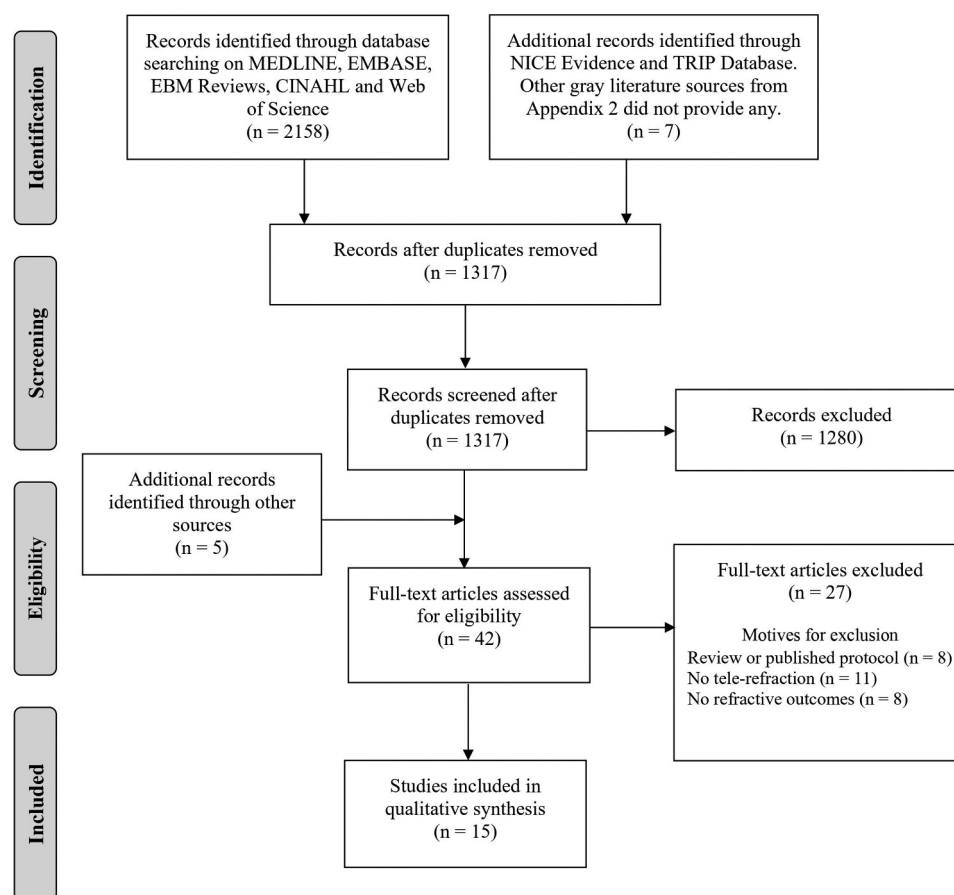 Identification
Records identified through database
searching on MEDLINE, EMBASE,
EBM Reviews, CINAHL and Web
of Science
(n = 2158)
Additional records identified through
NICE Evidence and TRIP Database.
Other gray literature sources from
Appendix 2 did not provide any.
(n = 7)
Records after duplicates removed
(n = 1317)
Screening
Records screened after
duplicates removed
(n = 1317)
Records excluded
(n = 1280)
Additional records
identified through other
sources
(n = 5)
Eligibility
Full-text articles assessed
for eligibility
(n = 42)
Full-text articles excluded
(n = 27)
Motives for exclusion
Review or published protocol (n = 8)
No tele-refraction (n = 11)
No refractive outcomes (n = 8)
Included
Studies included in
qualitative synthesis
(n = 15)